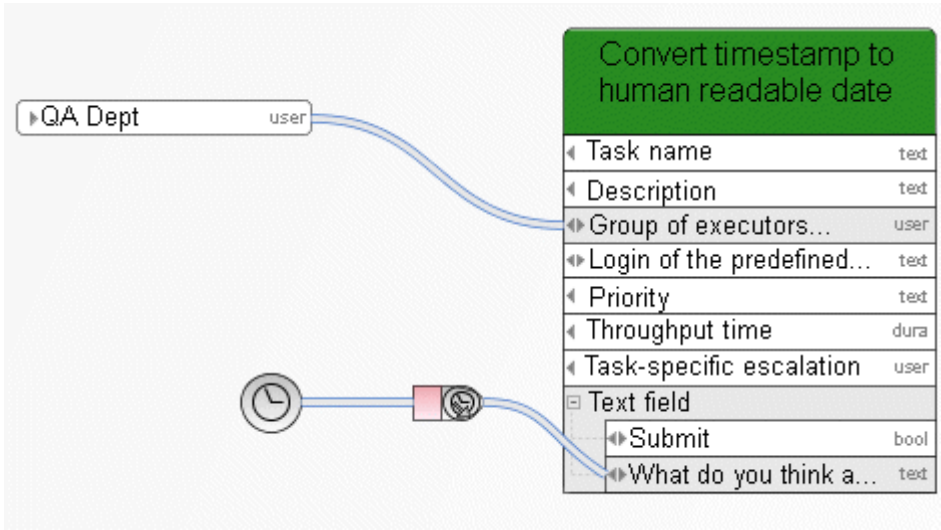 Convert timestamp to
human readable date
QA Dept user
Task name text
Description text
Group of executors... user
Login of the predefined... text
Priority text
Throughput time dura
Task-specific escalation user
Text field
Submit bool
What do you think a... text